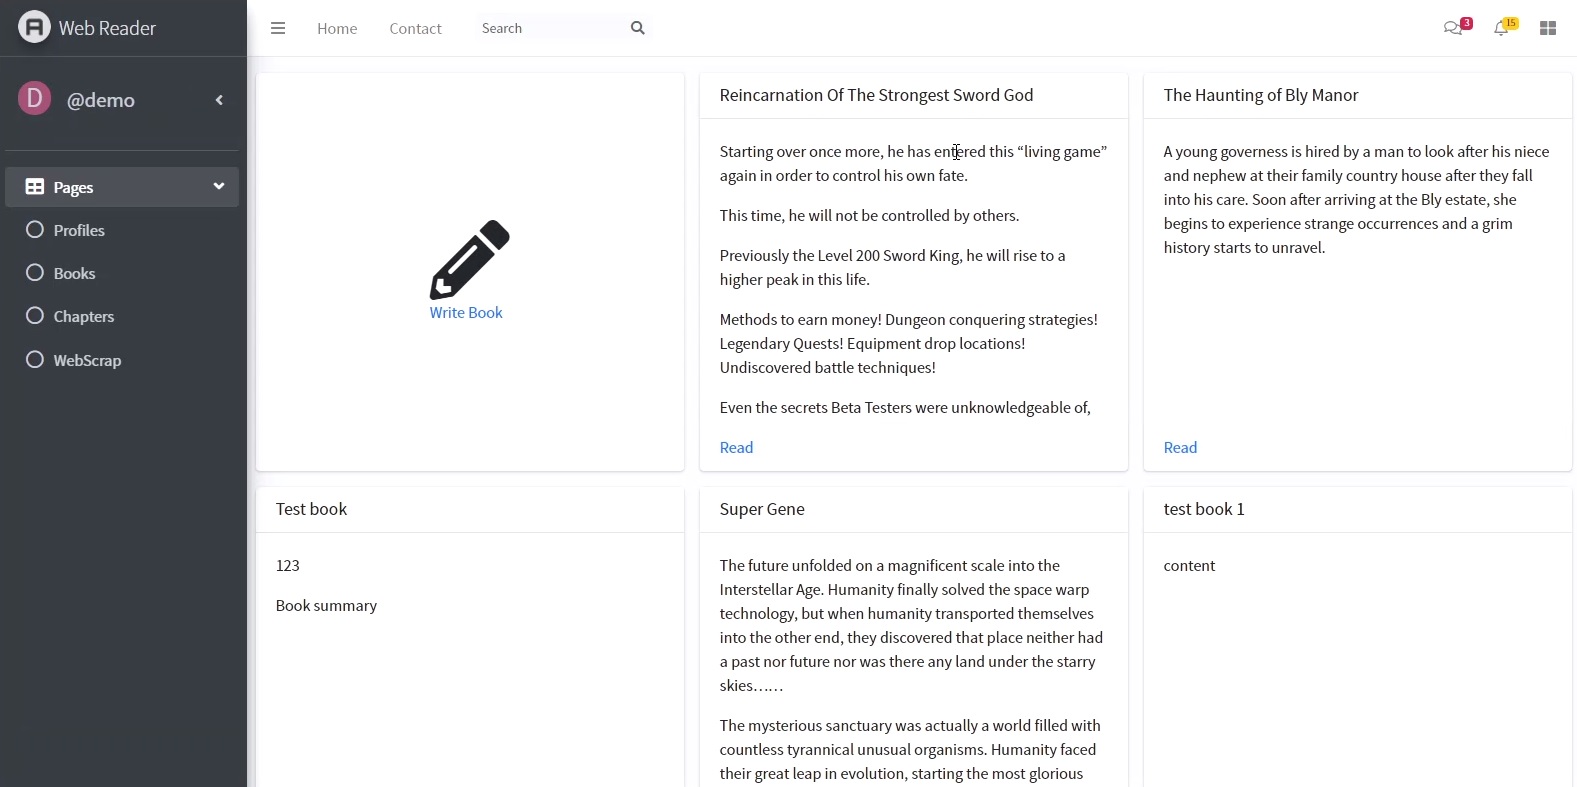 Web Reader
Home
Contact
Search
3
15
D
@demo
Pages
Profiles
Books
Chapters
WebScrap
Write Book
Reincarnation Of The Strongest Sword God
Starting over once more, he has entered this “living game”
again in order to control his own fate.
This time, he will not be controlled by others.
Previously the Level 200 Sword King, he will rise to a
higher peak in this life.
Methods to earn money! Dungeon conquering strategies!
Legendary Quests! Equipment drop locations!
Undiscovered battle techniques!
Even the secrets Beta Testers were unknowledgeable of,
Read
The Haunting of Bly Manor
A young governess is hired by a man to look after his niece
and nephew at their family country house after they fall
into his care. Soon after arriving at the Bly estate, she
begins to experience strange occurrences and a grim
history starts to unravel.
Read
Test book
123
Book summary
Super Gene
The future unfolded on a magnificent scale into the
Interstellar Age. Humanity finally solved the space warp
technology, but when humanity transported themselves
into the other end, they discovered that place neither had
a past nor future nor was there any land under the starry
skies……
The mysterious sanctuary was actually a world filled with
countless tyrannical unusual organisms. Humanity faced
their great leap in evolution, starting the most glorious
test book 1
content